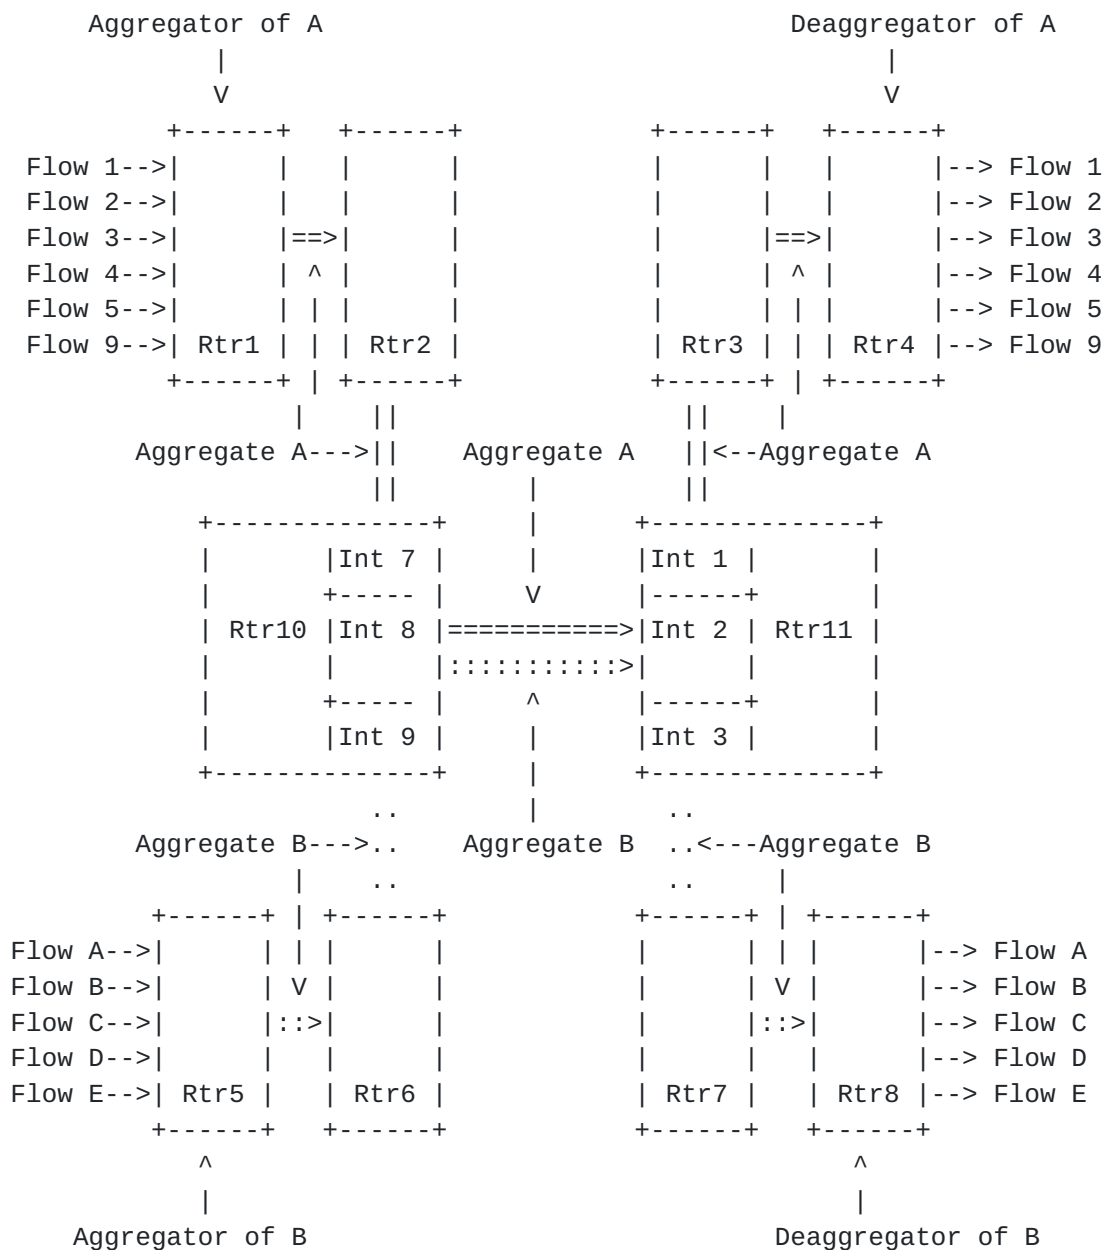 Aggregator of A                              Deaggregator of A
         |                                          |
         V                                          V
      +------+   +------+            +------+   +------+
Flow 1-->|      |   |      |            |      |   |      |--> Flow 1
Flow 2-->|      |   |      |            |      |   |      |--> Flow 2
Flow 3-->|      |==>|      |            |      |==>|      |--> Flow 3
Flow 4-->|      | ^ |      |            |      | ^ |      |--> Flow 4
Flow 5-->|      | | |      |            |      | | |      |--> Flow 5
Flow 9-->| Rtr1 | | | Rtr2 |            | Rtr3 | | | Rtr4 |--> Flow 9
         +------+ | +------+            +------+ | +------+
                 |    ||                  ||    |
       Aggregate A--->||    Aggregate A   ||<--Aggregate A
                      ||         |        ||
           +--------------+     |      +--------------+
           |       |Int 7 |     |      |Int 1 |       |
           |       +----- |     V      |------+       |
           | Rtr10 |Int 8 |===========>|Int 2 | Rtr11 |
           |       |      |:::::::::::>|      |       |
           |       +----- |     ^      |------+       |
           |       |Int 9 |     |      |Int 3 |       |
           +--------------+     |      +--------------+
                      ..        |        ..
       Aggregate B--->..    Aggregate B  ..<---Aggregate B
                 |    ..                 ..     |
        +------+ | +------+            +------+ | +------+
Flow A-->|      | | |      |            |      | | |      |--> Flow A
Flow B-->|      | V |      |            |      | V |      |--> Flow B
Flow C-->|      |::>|      |            |      |::>|      |--> Flow C
Flow D-->|      |   |      |            |      |   |      |--> Flow D
Flow E-->| Rtr5 |   | Rtr6 |            | Rtr7 |   | Rtr8 |--> Flow E
         +------+   +------+            +------+   +------+
            ^                                         ^
            |                                         |
    Aggregator of B                              Deaggregator of B